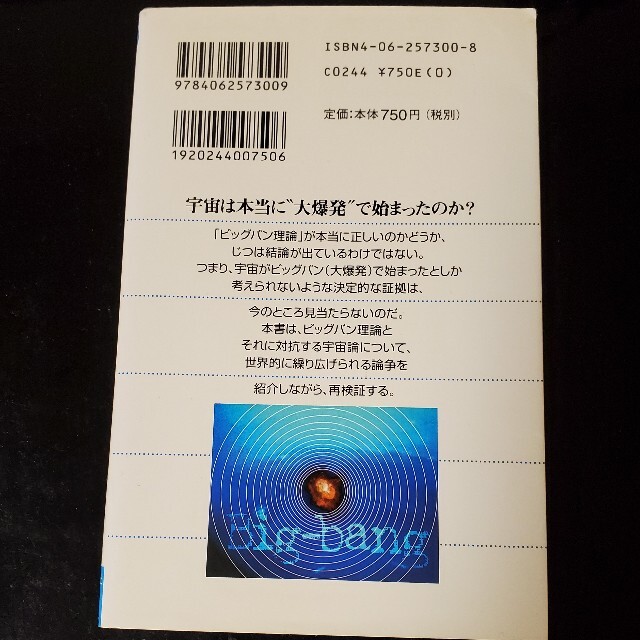 ISBN4-06-257300-8
9784062573009
C0244 ¥750E(0)
定価:本体750円(税別)
1920244007506
宇宙は本当に“大爆発”で始まったのか?
「ビッグバン理論」が本当に正しいのかどうか、
じつは結論が出ているわけではない。
つまり、宇宙がビッグバン(大爆発)で始まったとしか
考えられないような決定的な証拠は、
今のところ見当たらないのだ。
本書は、ビッグバン理論と
それに対抗する宇宙論について、
世界的に繰り広げられる論争を
紹介しながら、再検証する。
Big-bang